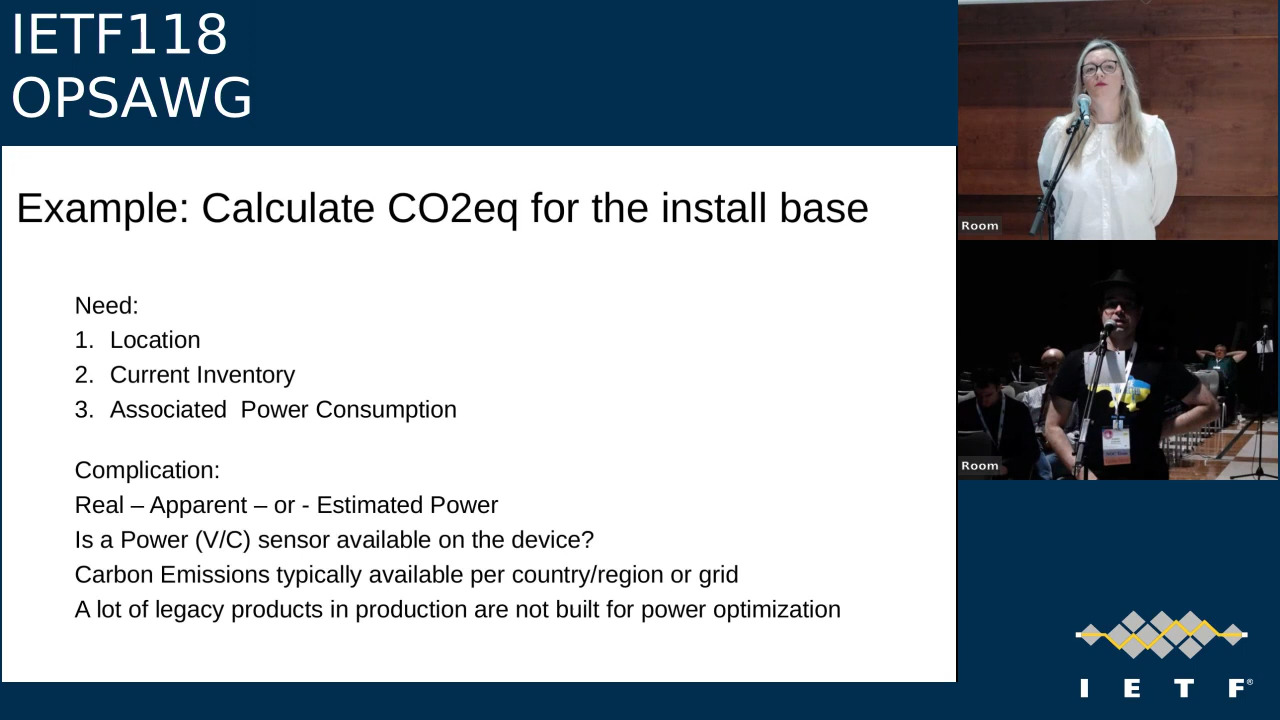 IETF118
OPSAWG
Example: Calculate CO2eq for the install base
Need:
1. Location
2. Current Inventory
3. Associated  Power Consumption
Complication:
Real – Apparent – or - Estimated Power
Is a Power (V/C) sensor available on the device?
Carbon Emissions typically available per country/region or grid
A lot of legacy products in production are not built for power optimization
Room
Room
I E T F®